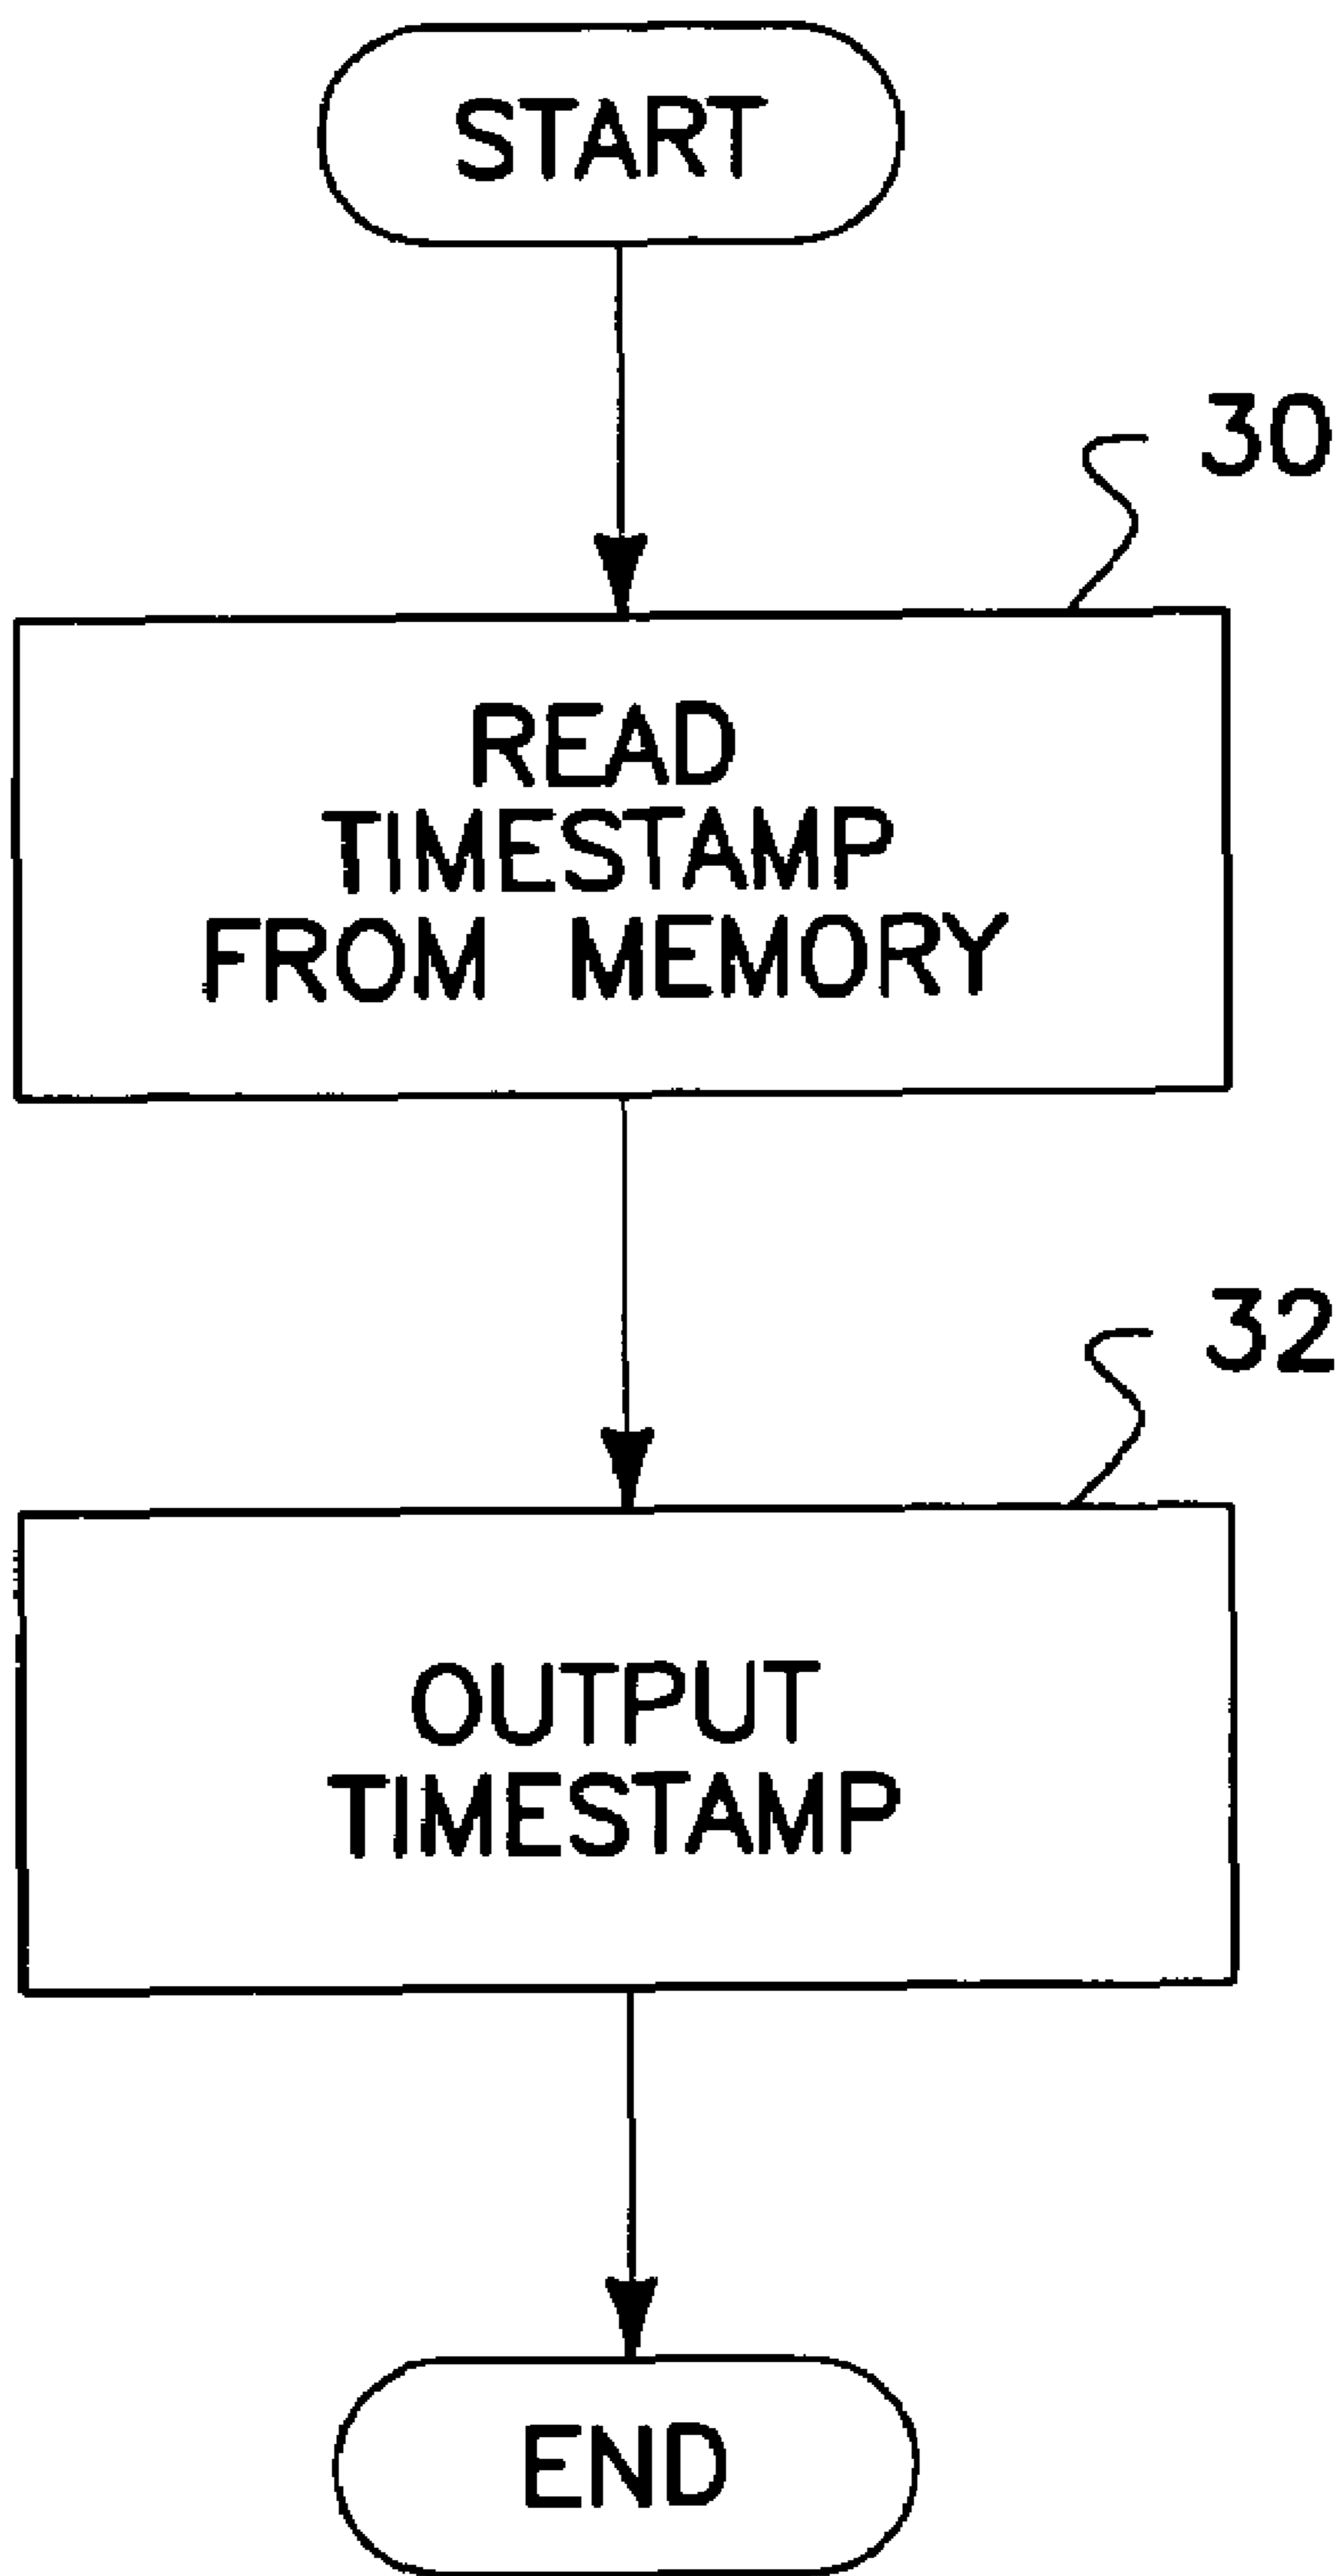 START
30
READ
TIMESTAMP
FROM MEMORY
32
OUTPUT
TIMESTAMP
END